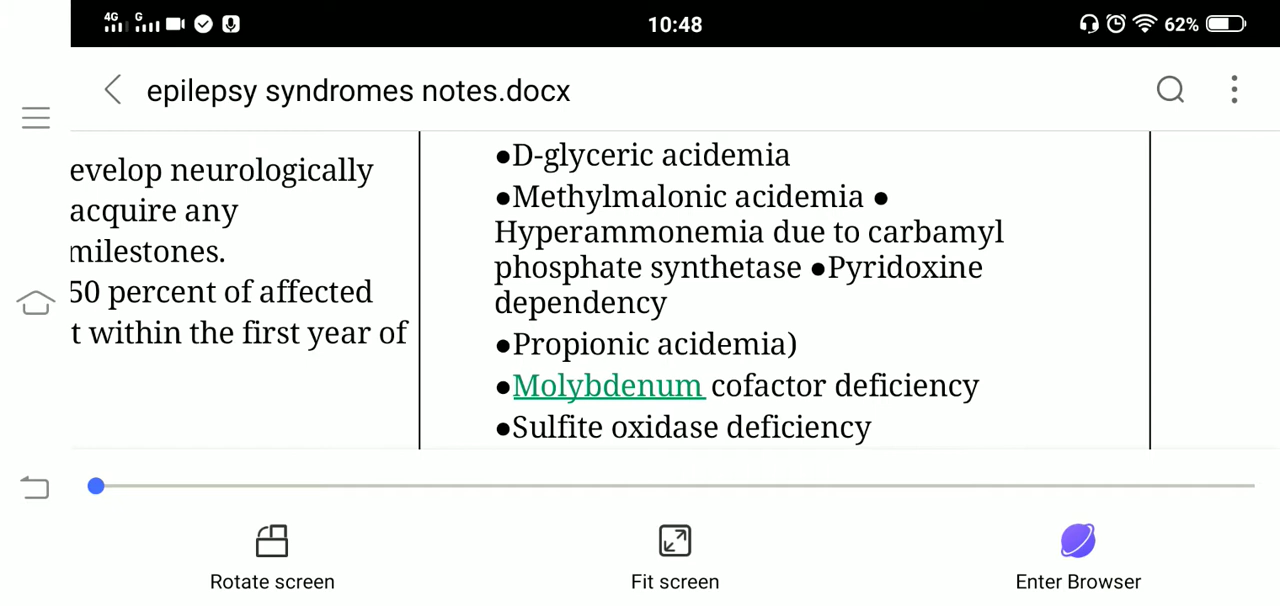 4G G 10:48 62%
epilepsy syndromes notes.docx
evelop neurologically
acquire any
milestones.
50 percent of affected
t within the first year of
●D-glyceric acidemia
●Methylmalonic acidemia ●
Hyperammonemia due to carbamyl
phosphate synthetase ●Pyridoxine
dependency
●Propionic acidemia)
●Molybdenum cofactor deficiency
●Sulfite oxidase deficiency
Rotate screen
Fit screen
Enter Browser